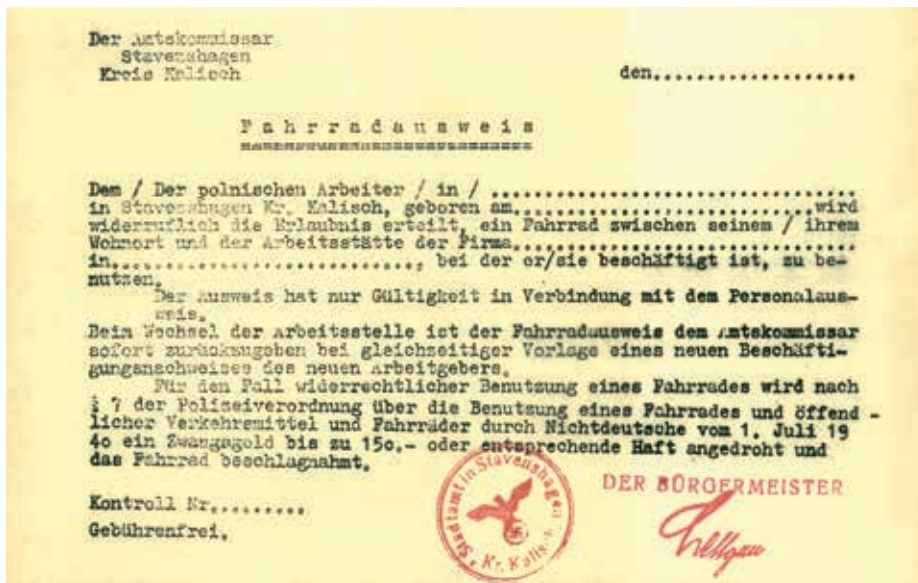 Der Amtskommissar
Stavenshagen
Kreis Kalisch
den...................
Fahrradausweis
Dem / Der polnischen Arbeiter / in / ................................
in Stavenshagen Kr. Kalisch, geboren am..........................wird
widerruflich die Erlaubnis erteilt, ein Fahrrad zwischen seinem / ihrem
Wohnort und der Arbeitsstätte der Firma..............................
in..........................., bei der er/sie beschäftigt ist, zu be-
nutzen.
Der Ausweis hat nur Gültigkeit in Verbindung mit dem Personalaus-
weis.
Beim Wechsel der Arbeitsstelle ist der Fahrradausweis dem Amtskommissar
sofort zurückzugeben bei gleichzeitiger Vorlage eines neuen Beschäfti-
gungsnachweises des neuen Arbeitgebers.
Für den Fall widerrechtlicher Benutzung eines Fahrrades wird nach
§ 7 der Polizeiverordnung über die Benutzung eines Fahrrades und öffend -
licher Verkehrsmittel und Fahrräder durch Nichtdeutsche vom 1. Juli 19
4o ein Zwangsgeld bis zu 15o.- oder entsprechende Haft angedroht und
das Fahrrad beschlagnahmt.
Kontroll Nr.........
Gebührenfrei.
Stadtamt in Stavenshagen
Kr. Kalisch
DER BÜRGERMEISTER